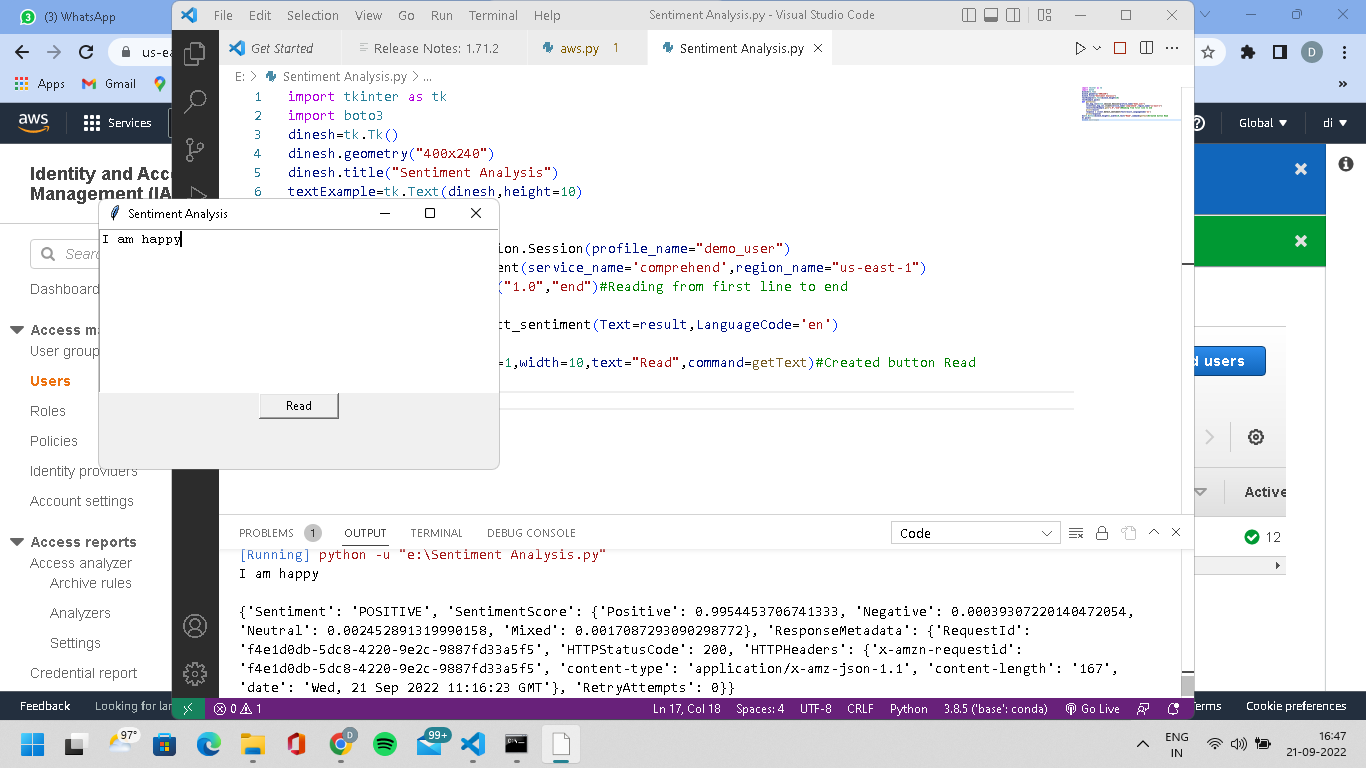 (3) WhatsApp
us-ea
Apps
Gmail
D
aws
Services
Global
di
Identity and Acc
Management (IA
Searc
Dashboard
Access ma
User group
Users
Roles
Policies
Identity providers
Account settings
Access reports
Access analyzer
Archive rules
Analyzers
Settings
Credential report
Feedback
Looking for lan
File Edit Selection View Go Run Terminal Help
Sentiment Analysis.py - Visual Studio Code
Get Started
Release Notes: 1.71.2
aws.py 1
Sentiment Analysis.py
E: > Sentiment Analysis.py > ...
1 import tkinter as tk
2 import boto3
3 dinesh=tk.Tk()
4 dinesh.geometry("400x240")
5 dinesh.title("Sentiment Analysis")
6 textExample=tk.Text(dinesh,height=10)
ion.Session(profile_name="demo_user")
ent(service_name='comprehend',region_name="us-east-1")
("1.0","end")#Reading from first line to end
ct_sentiment(Text=result,LanguageCode='en')
=1,width=10,text="Read",command=getText)#Created button Read
Sentiment Analysis
I am happy
Read
d users
Active
12
PROBLEMS 1 OUTPUT TERMINAL DEBUG CONSOLE
Code
[Running] python -u "e:\Sentiment Analysis.py"
I am happy
{'Sentiment': 'POSITIVE', 'SentimentScore': {'Positive': 0.9954453706741333, 'Negative': 0.00039307220140472054,
'Neutral': 0.002452891319990158, 'Mixed': 0.0017087293090298772}, 'ResponseMetadata': {'RequestId':
'f4e1d0db-5dc8-4220-9e2c-9887fd33a5f5', 'HTTPStatusCode': 200, 'HTTPHeaders': {'x-amzn-requestid':
'f4e1d0db-5dc8-4220-9e2c-9887fd33a5f5', 'content-type': 'application/x-amz-json-1.1', 'content-length': '167',
'date': 'Wed, 21 Sep 2022 11:16:23 GMT'}, 'RetryAttempts': 0}}
0 1
Ln 17, Col 18 Spaces: 4 UTF-8 CRLF Python 3.8.5 ('base': conda) Go Live
Terms
Cookie preferences
97°
D
99+
ENG
IN
16:47
21-09-2022